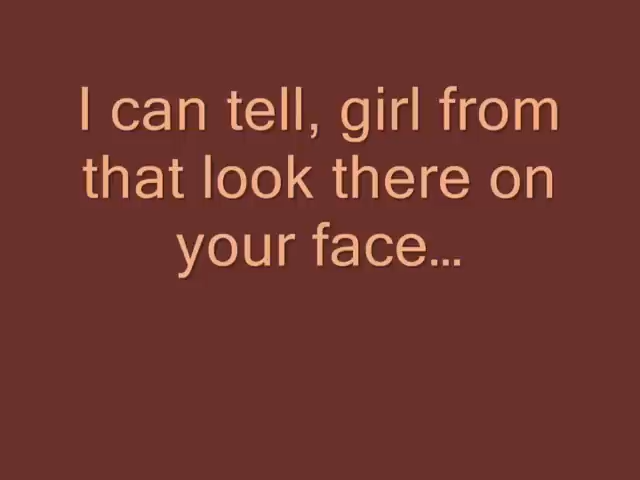 I can tell, girl from
that look there on
your face...